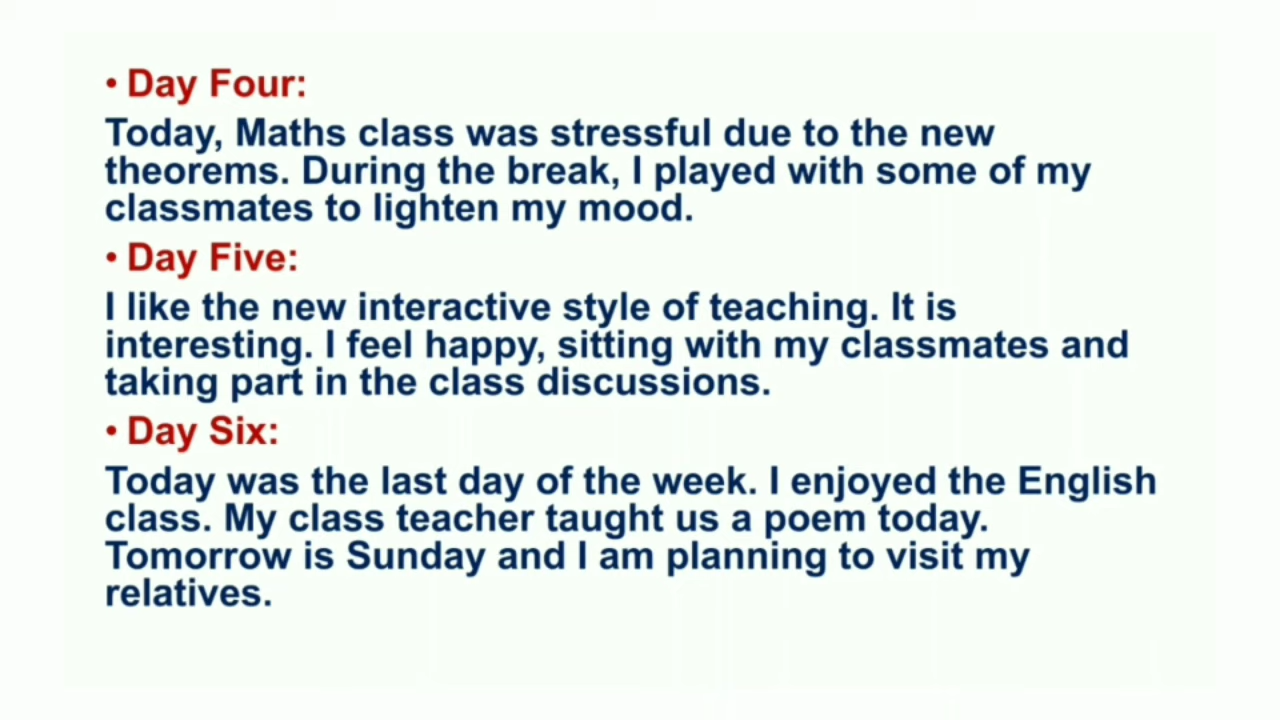 • Day Four:
Today, Maths class was stressful due to the new
theorems. During the break, I played with some of my
classmates to lighten my mood.
• Day Five:
I like the new interactive style of teaching. It is
interesting. I feel happy, sitting with my classmates and
taking part in the class discussions.
• Day Six:
Today was the last day of the week. I enjoyed the English
class. My class teacher taught us a poem today.
Tomorrow is Sunday and I am planning to visit my
relatives.